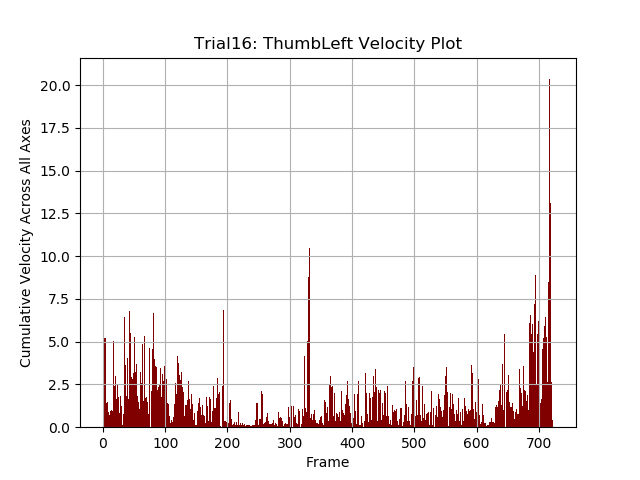 Trial16: ThumbLeft Velocity Plot
Cumulative Velocity Across All Axes
20.0
17.5
15.0
12.5
10.0
7.5
5.0
2.5
0.0
0 100 200 300 400 500 600 700
Frame